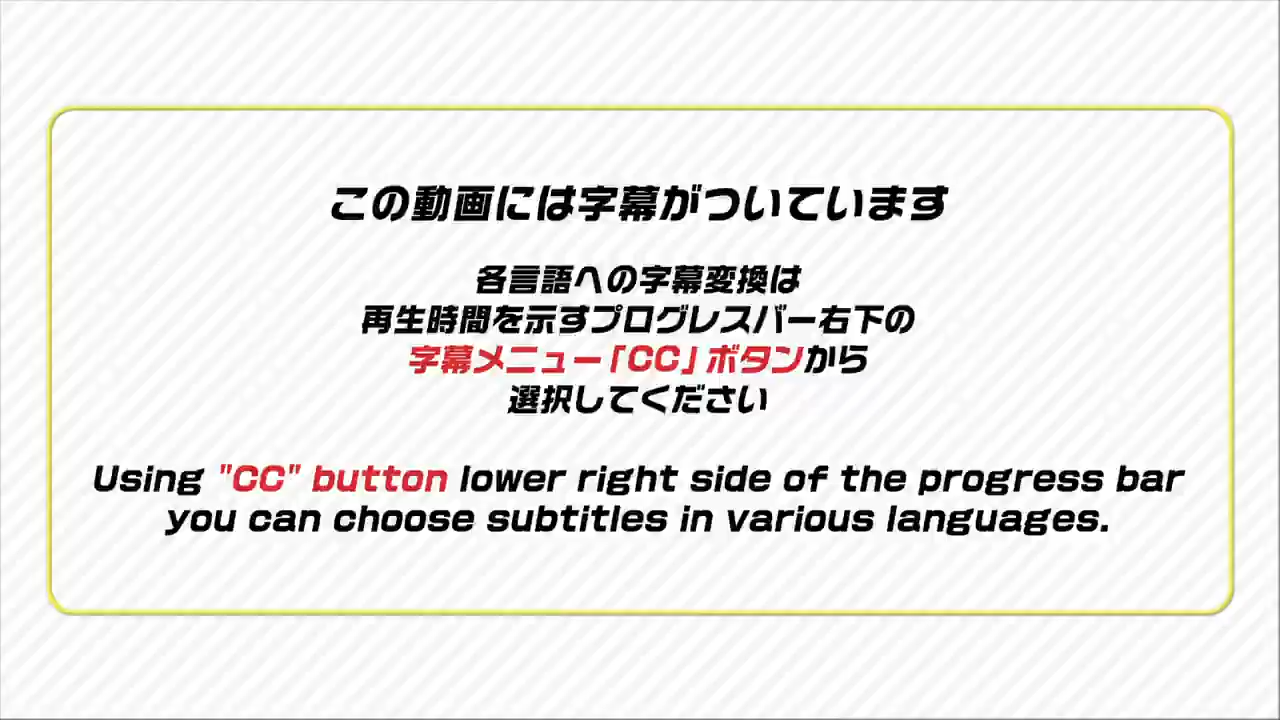 この動画には字幕がついています
各言語への字幕変換は
再生時間を示すプログレスバー右下の
字幕メニュー「CC」ボタンから
選択してください
Using "CC" button lower right side of the progress bar
you can choose subtitles in various languages.